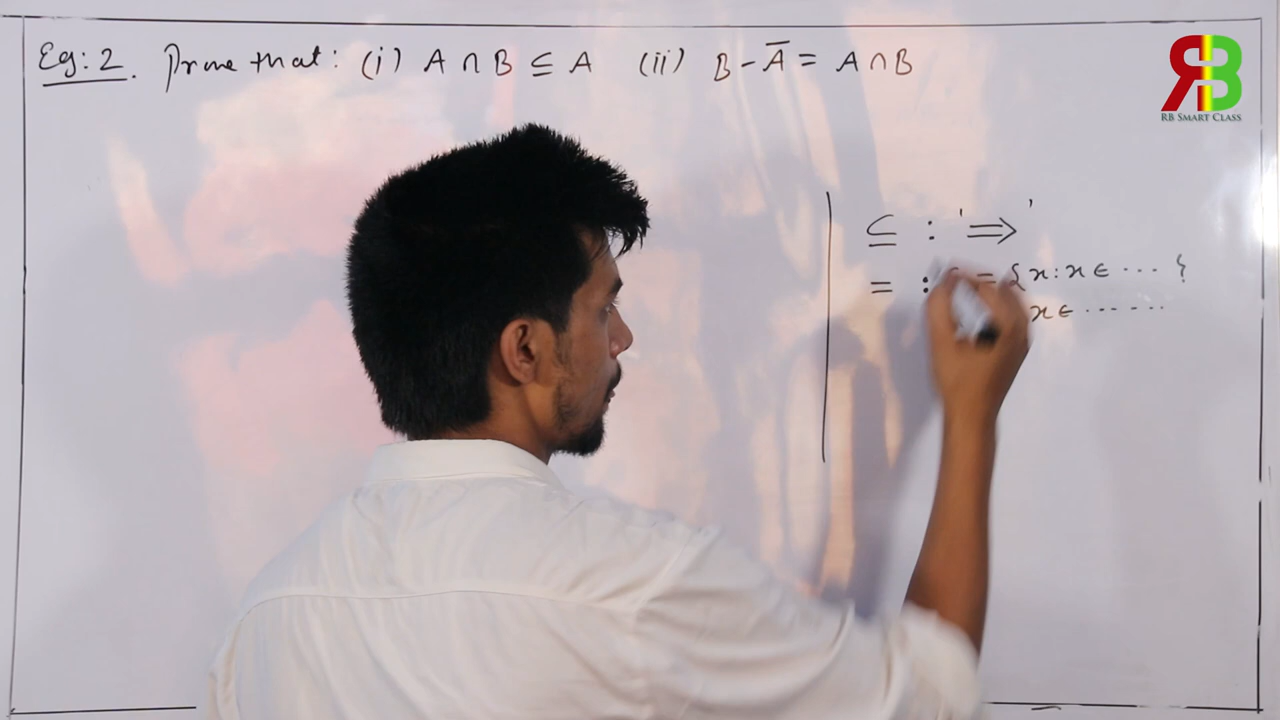 Eg: 2. Prove that: (i) A ∩ B ⊆ A (ii) B - A̅ = A ∩ B
RB
RB SMART CLASS
⊆ : '⇒'
= : = {x: x ∈ ... }
x ∈ ......